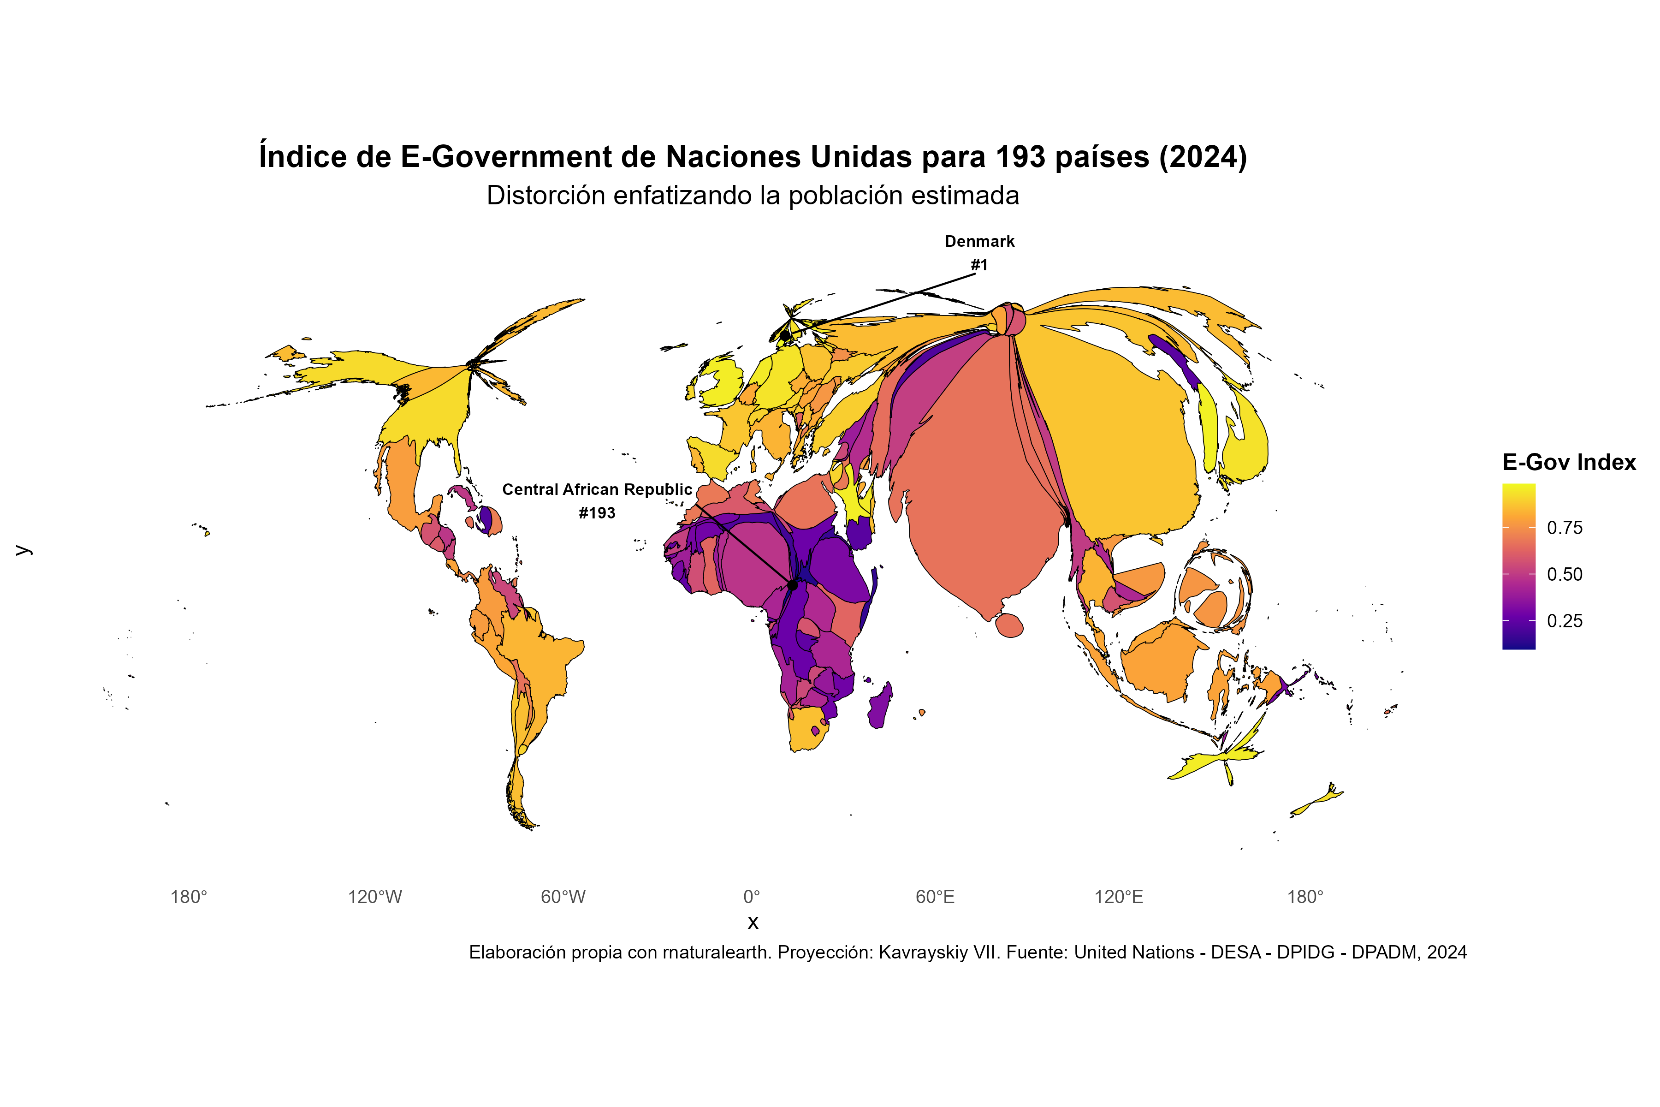 Índice de E-Government de Naciones Unidas para 193 países (2024)
Distorción enfatizando la población estimada
Denmark
#1
Central African Republic
#193
E-Gov Index
0.75
0.50
0.25
y
180° 120°W 60°W 0° 60°E 120°E 180°
x
Elaboración propia con rnaturalearth. Proyección: Kavrayskiy VII. Fuente: United Nations - DESA - DPIDG - DPADM, 2024